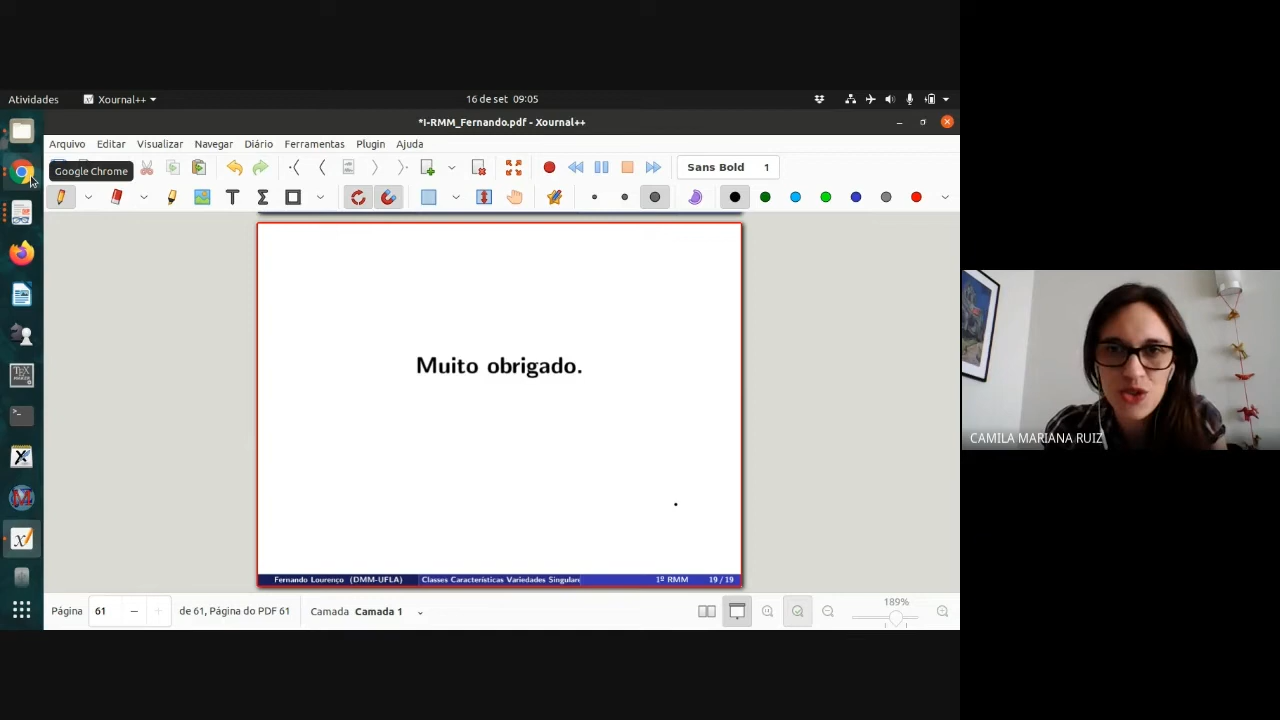 Atividades
Xournal++
16 de set 09:05
*I-RMM_Fernando.pdf - Xournal++
Arquivo Editar Visualizar Ferramentas Navegar Diário Ferramentas Plugin Ajuda
Google Chrome
Sans Bold 1
Muito obrigado.
CAMILA MARIANA RUIZ
Fernando Lourenço (DMM-UFLA) Classes Características Variedades Singulan 1º RMM 19 / 19
Página 61 de 61, Página do PDF 61 Camada Camada 1 189%